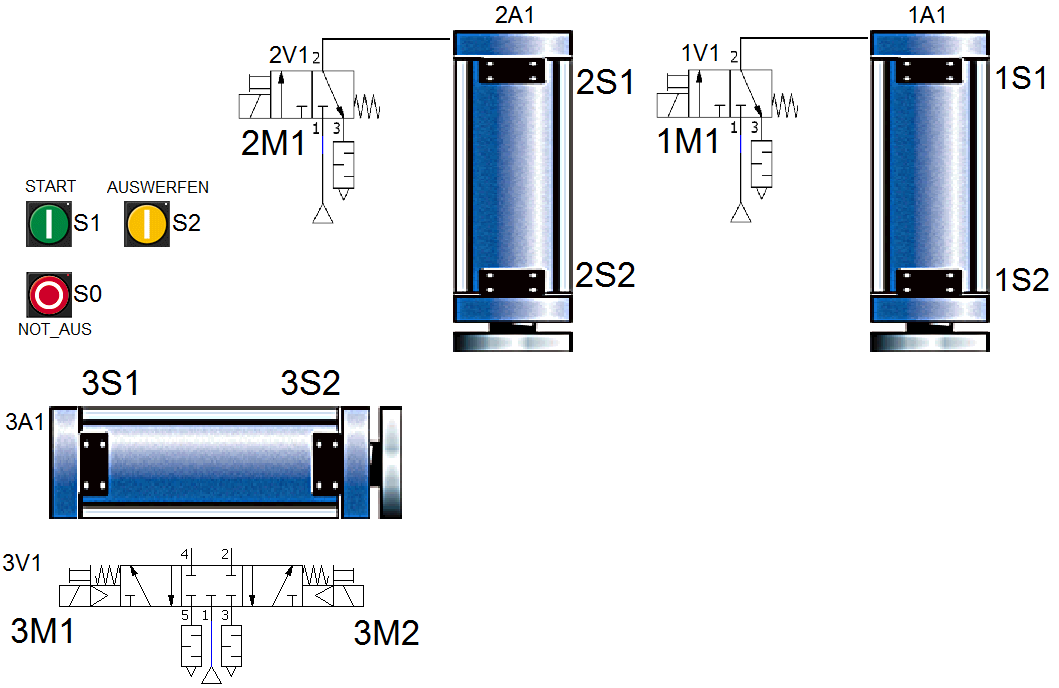 2A1
1A1
2V1
2
2S1
1V1
2
1S1
1
3
2M1
1
3
1M1
START
AUSWERFEN
S1
S2
2S2
1S2
S0
NOT_AUS
3S1
3S2
3A1
4
2
3V1
5
1
3
3M1
3M2